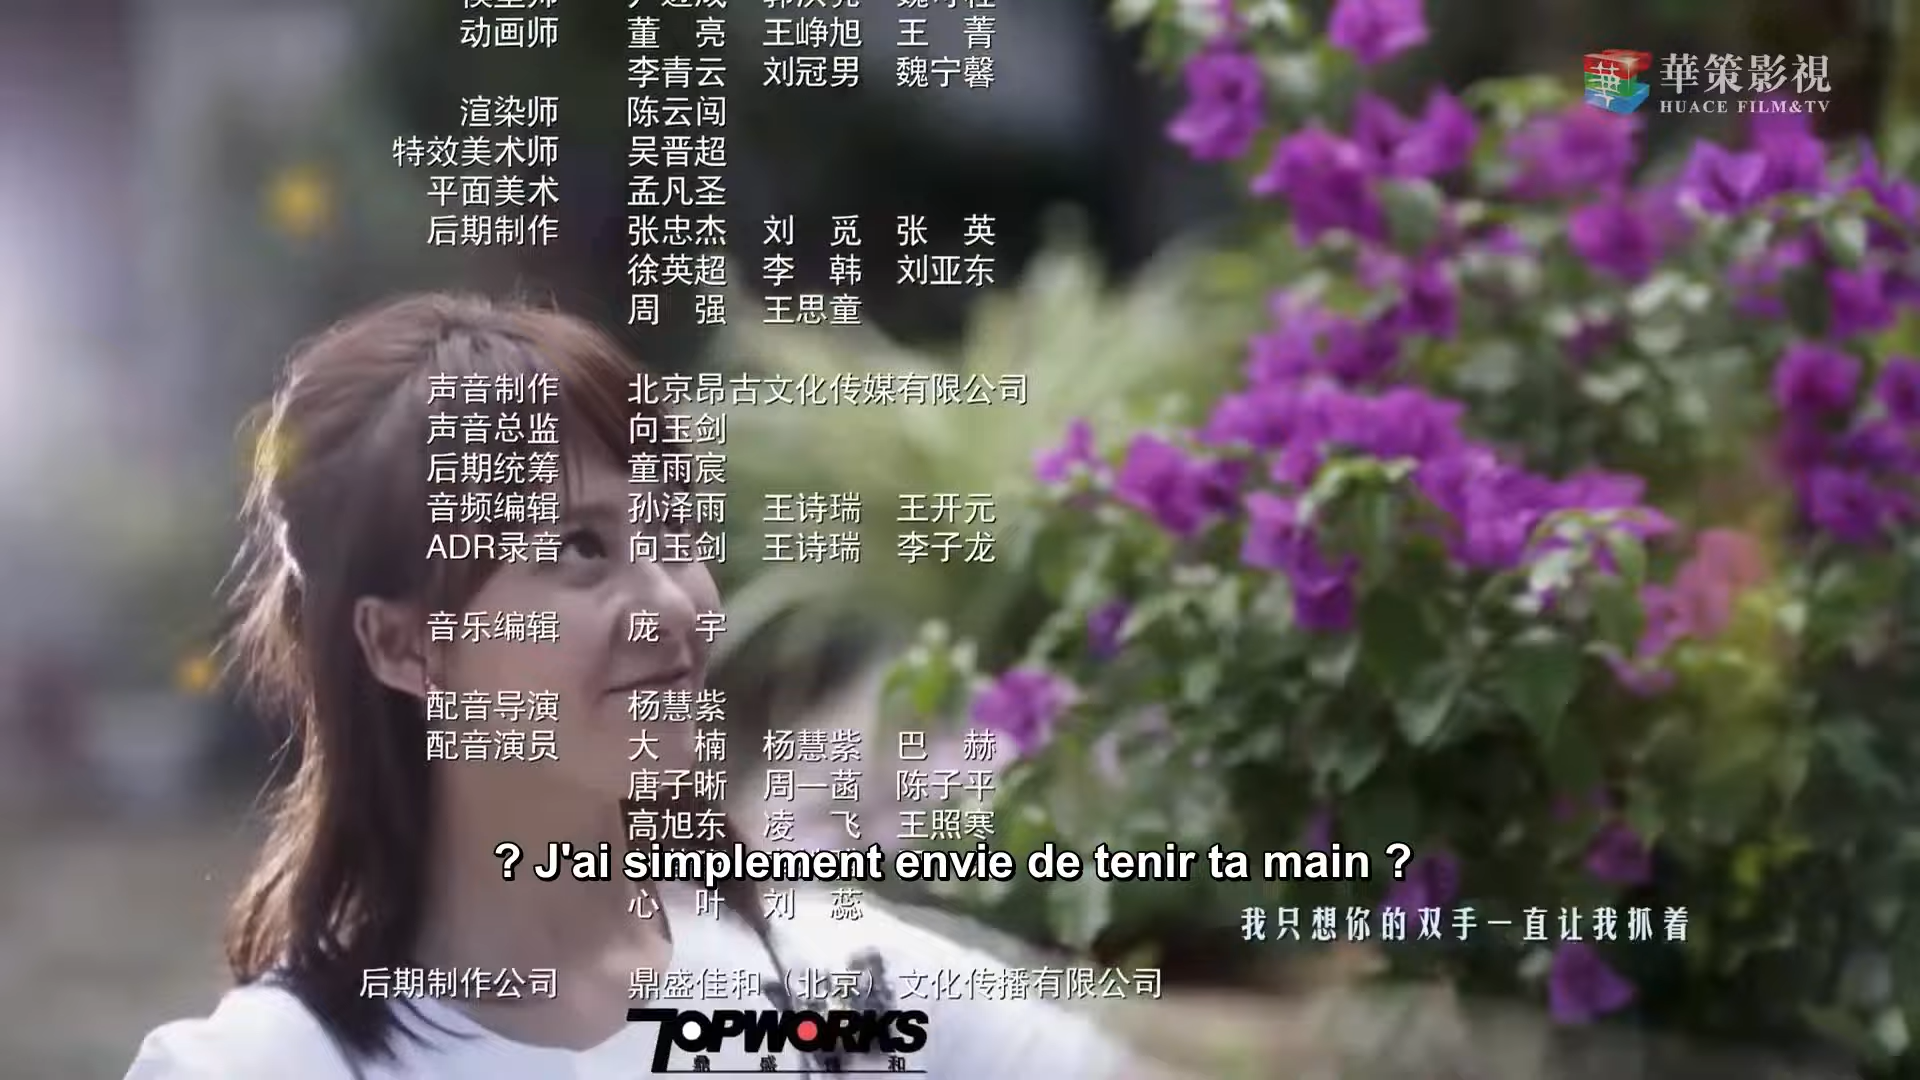 动画师 董 亮 王峥旭 王 菁
李青云 刘冠男 魏宁馨
華策影視
HUACE FILM&TV
渲染师 陈云闯
特效美术师 吴晋超
平面美术 孟凡圣
后期制作 张忠杰 刘 觅 张 英
徐英超 李 韩 刘亚东
周 强 王思童
声音制作 北京昂古文化传媒有限公司
声音总监 向玉剑
后期统筹 童雨宸
音频编辑 孙泽雨 王诗瑞 王开元
ADR录音 向玉剑 王诗瑞 李子龙
音乐编辑 庞 宇
配音导演 杨慧紫
配音演员 大 楠 杨慧紫 巴 赫
唐子晰 周一菡 陈子平
高旭东 凌 飞 王照寒
? J'ai simplement envie de tenir ta main ?
心 叶 刘 蕊
我只想你的双手一直让我抓着
后期制作公司 鼎盛佳和（北京）文化传播有限公司
TOPWORKS
鼎 盛 佳 和